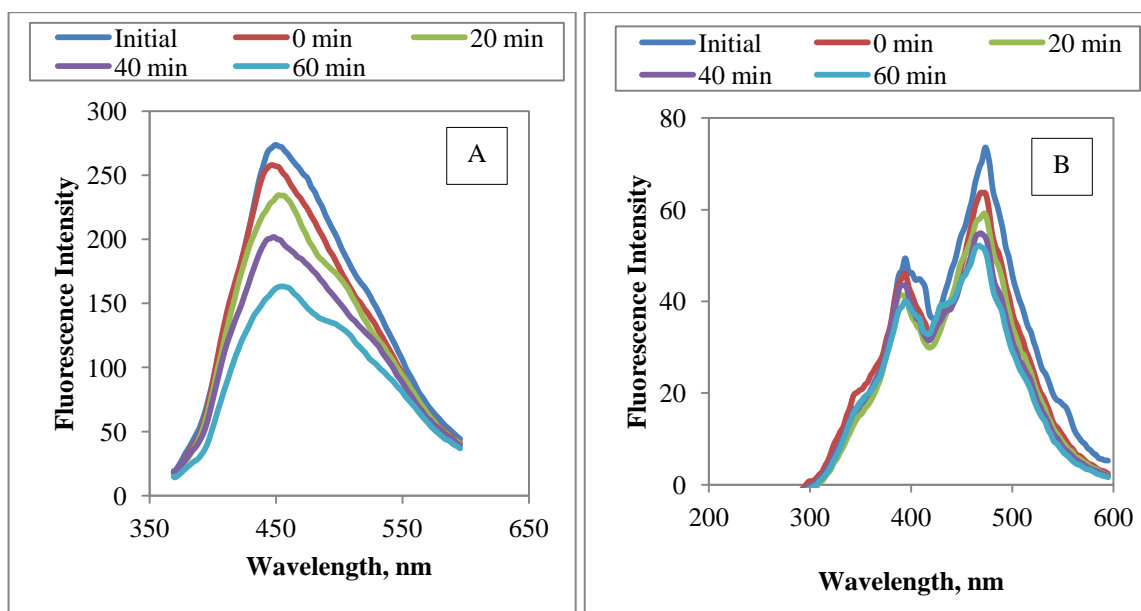 Initial 0 min 20 min
40 min 60 min
A
Fluorescence Intensity
300
250
200
150
100
50
0
350 450 550 650
Wavelength, nm
Initial 0 min 20 min
40 min 60 min
B
Fluorescence Intensity
80
60
40
20
0
200 300 400 500 600
Wavelength, nm